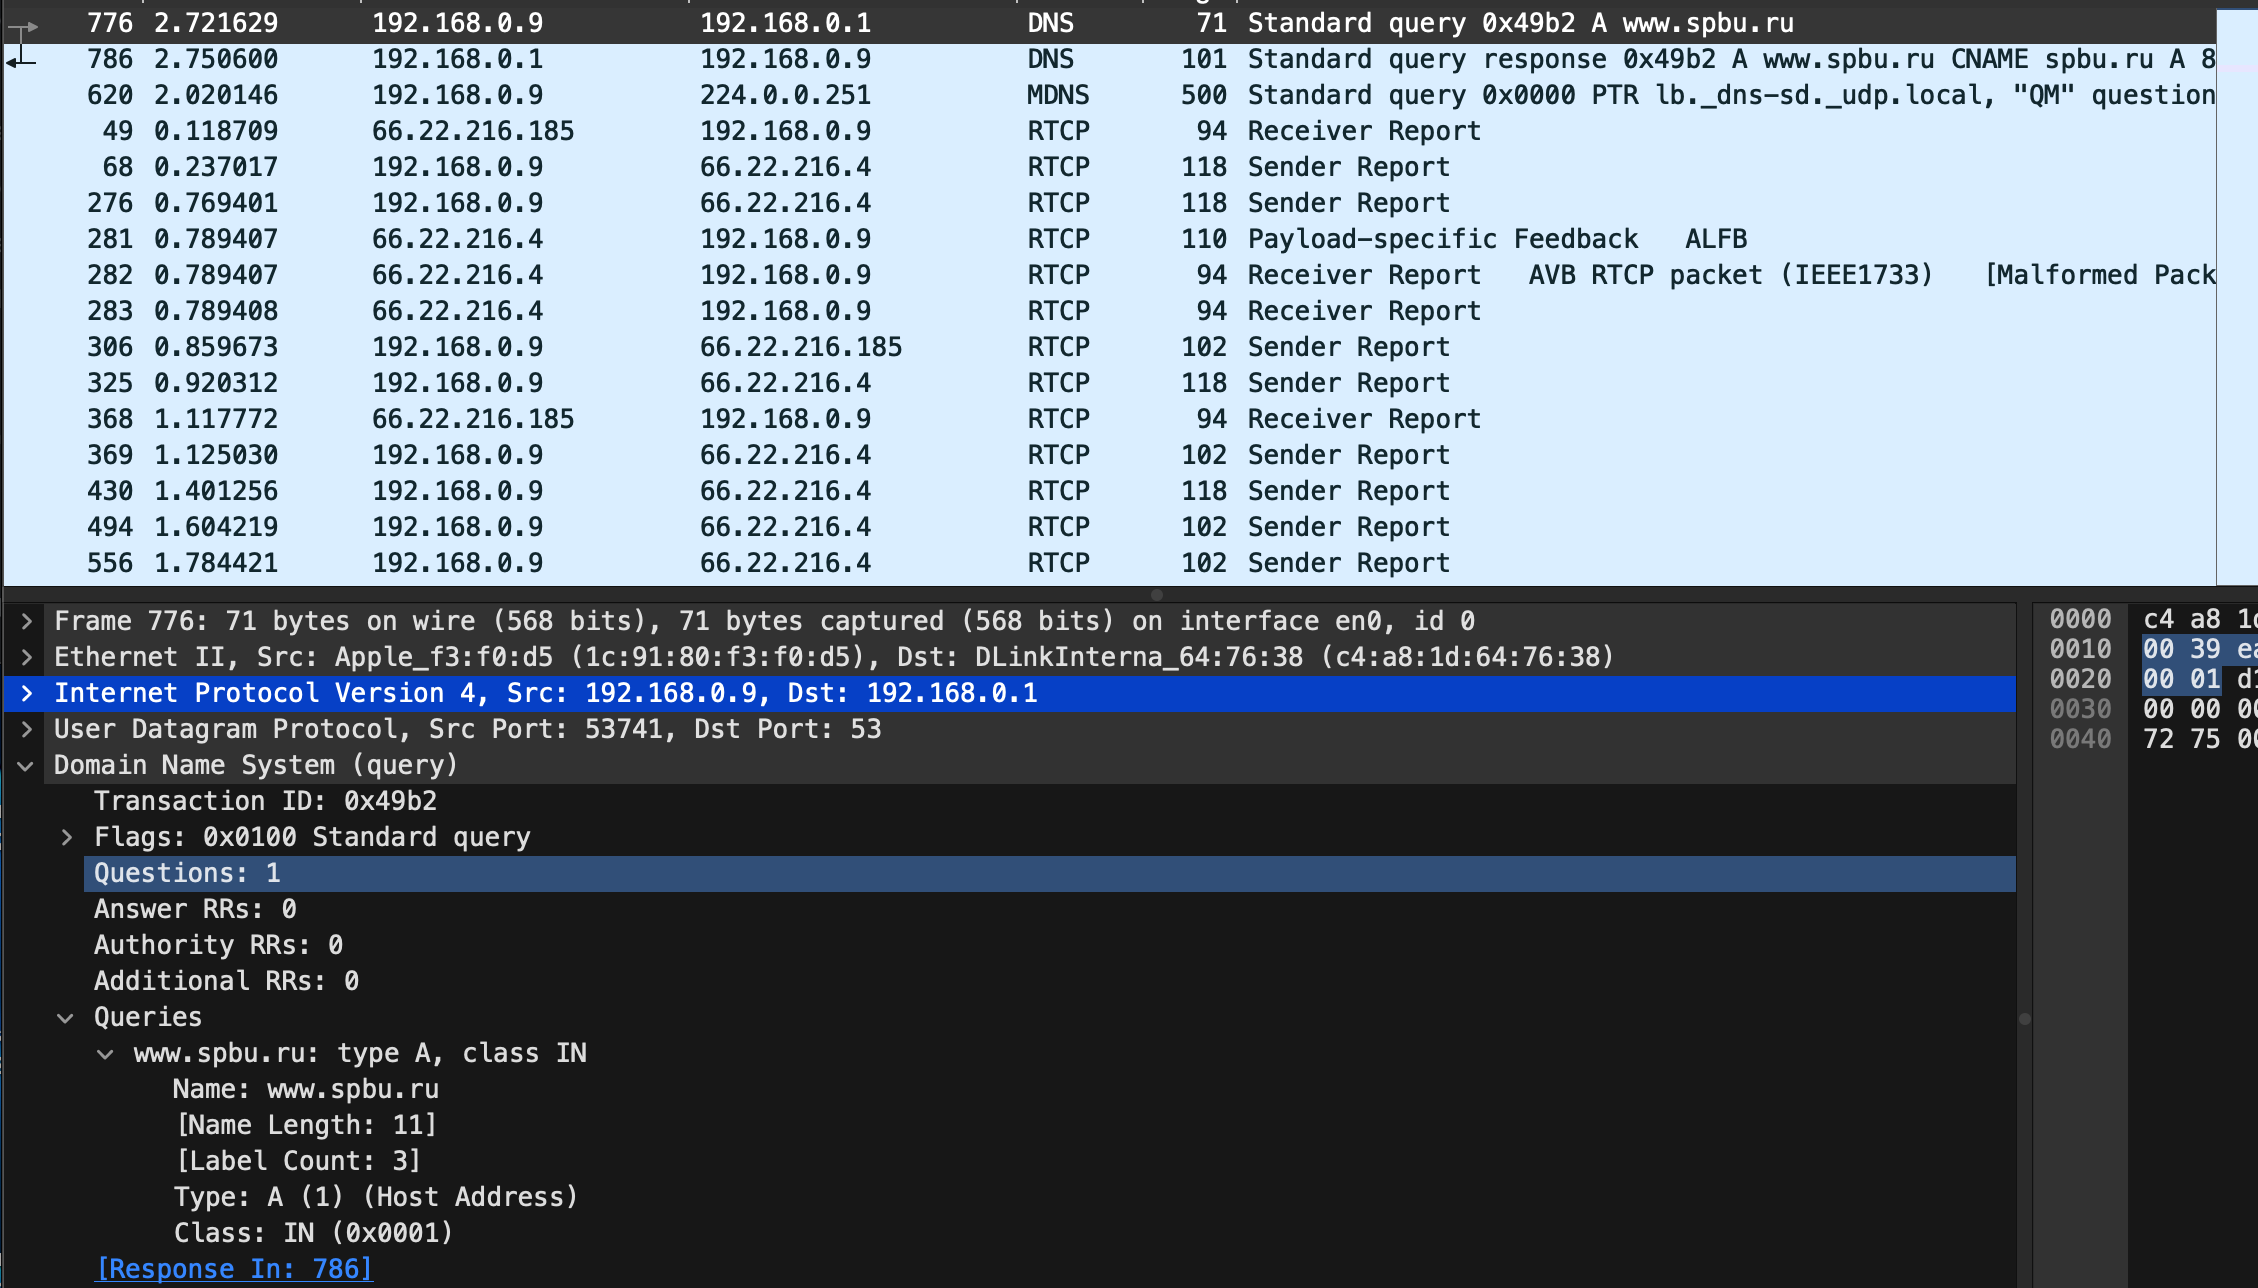 776 2.721629 192.168.0.9 192.168.0.1 DNS 71 Standard query 0x49b2 A www.spbu.ru
786 2.750600 192.168.0.1 192.168.0.9 DNS 101 Standard query response 0x49b2 A www.spbu.ru CNAME spbu.ru A 8
620 2.020146 192.168.0.9 224.0.0.251 MDNS 500 Standard query 0x0000 PTR lb._dns-sd._udp.local, "QM" question
49 0.118709 66.22.216.185 192.168.0.9 RTCP 94 Receiver Report
68 0.237017 192.168.0.9 66.22.216.4 RTCP 118 Sender Report
276 0.769401 192.168.0.9 66.22.216.4 RTCP 118 Sender Report
281 0.789407 66.22.216.4 192.168.0.9 RTCP 110 Payload-specific Feedback ALFB
282 0.789407 66.22.216.4 192.168.0.9 RTCP 94 Receiver Report AVB RTCP packet (IEEE1733) [Malformed Pack
283 0.789408 66.22.216.4 192.168.0.9 RTCP 94 Receiver Report
306 0.859673 192.168.0.9 66.22.216.185 RTCP 102 Sender Report
325 0.920312 192.168.0.9 66.22.216.4 RTCP 118 Sender Report
368 1.117772 66.22.216.185 192.168.0.9 RTCP 94 Receiver Report
369 1.125030 192.168.0.9 66.22.216.4 RTCP 102 Sender Report
430 1.401256 192.168.0.9 66.22.216.4 RTCP 118 Sender Report
494 1.604219 192.168.0.9 66.22.216.4 RTCP 102 Sender Report
556 1.784421 192.168.0.9 66.22.216.4 RTCP 102 Sender Report
Frame 776: 71 bytes on wire (568 bits), 71 bytes captured (568 bits) on interface en0, id 0
Ethernet II, Src: Apple_f3:f0:d5 (1c:91:80:f3:f0:d5), Dst: DLinkInterna_64:76:38 (c4:a8:1d:64:76:38)
Internet Protocol Version 4, Src: 192.168.0.9, Dst: 192.168.0.1
User Datagram Protocol, Src Port: 53741, Dst Port: 53
Domain Name System (query)
Transaction ID: 0x49b2
Flags: 0x0100 Standard query
Questions: 1
Answer RRs: 0
Authority RRs: 0
Additional RRs: 0
Queries
www.spbu.ru: type A, class IN
Name: www.spbu.ru
[Name Length: 11]
[Label Count: 3]
Type: A (1) (Host Address)
Class: IN (0x0001)
[Response In: 786]
0000 c4 a8
0010 00 39
0020 00 01
0030 00 00
0040 72 75